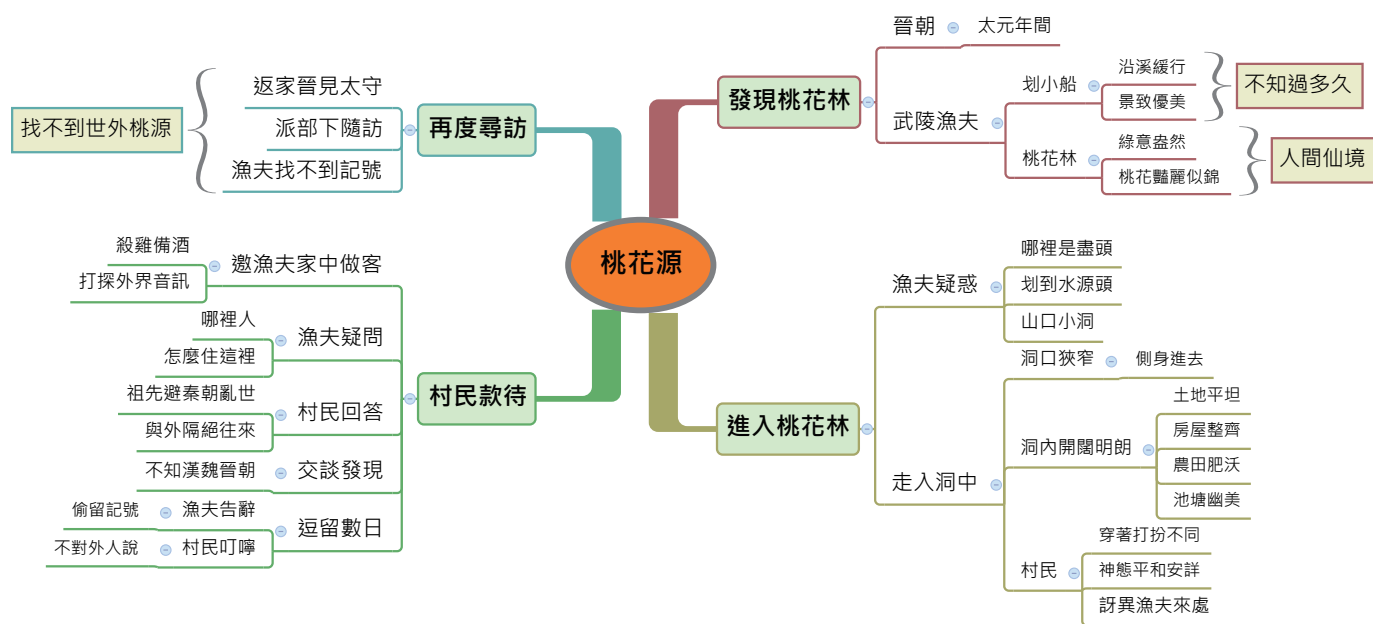 桃花源
發現桃花林
晉朝
太元年間
武陵漁夫
划小船
沿溪緩行
景致優美
不知過多久
桃花林
綠意盎然
桃花豔麗似錦
人間仙境
進入桃花林
漁夫疑惑
哪裡是盡頭
划到水源頭
山口小洞
走入洞中
洞口狹窄
側身進去
洞內開闊明朗
土地平坦
房屋整齊
農田肥沃
池塘幽美
村民
穿著打扮不同
神態平和安詳
訝異漁夫來處
村民款待
邀漁夫家中做客
殺雞備酒
打探外界音訊
漁夫疑問
哪裡人
怎麼住這裡
村民回答
祖先避秦朝亂世
與外隔絕往來
交談發現
不知漢魏晉朝
逗留數日
漁夫告辭
偷留記號
村民叮嚀
不對外人說
再度尋訪
返家晉見太守
派部下隨訪
漁夫找不到記號
找不到世外桃源